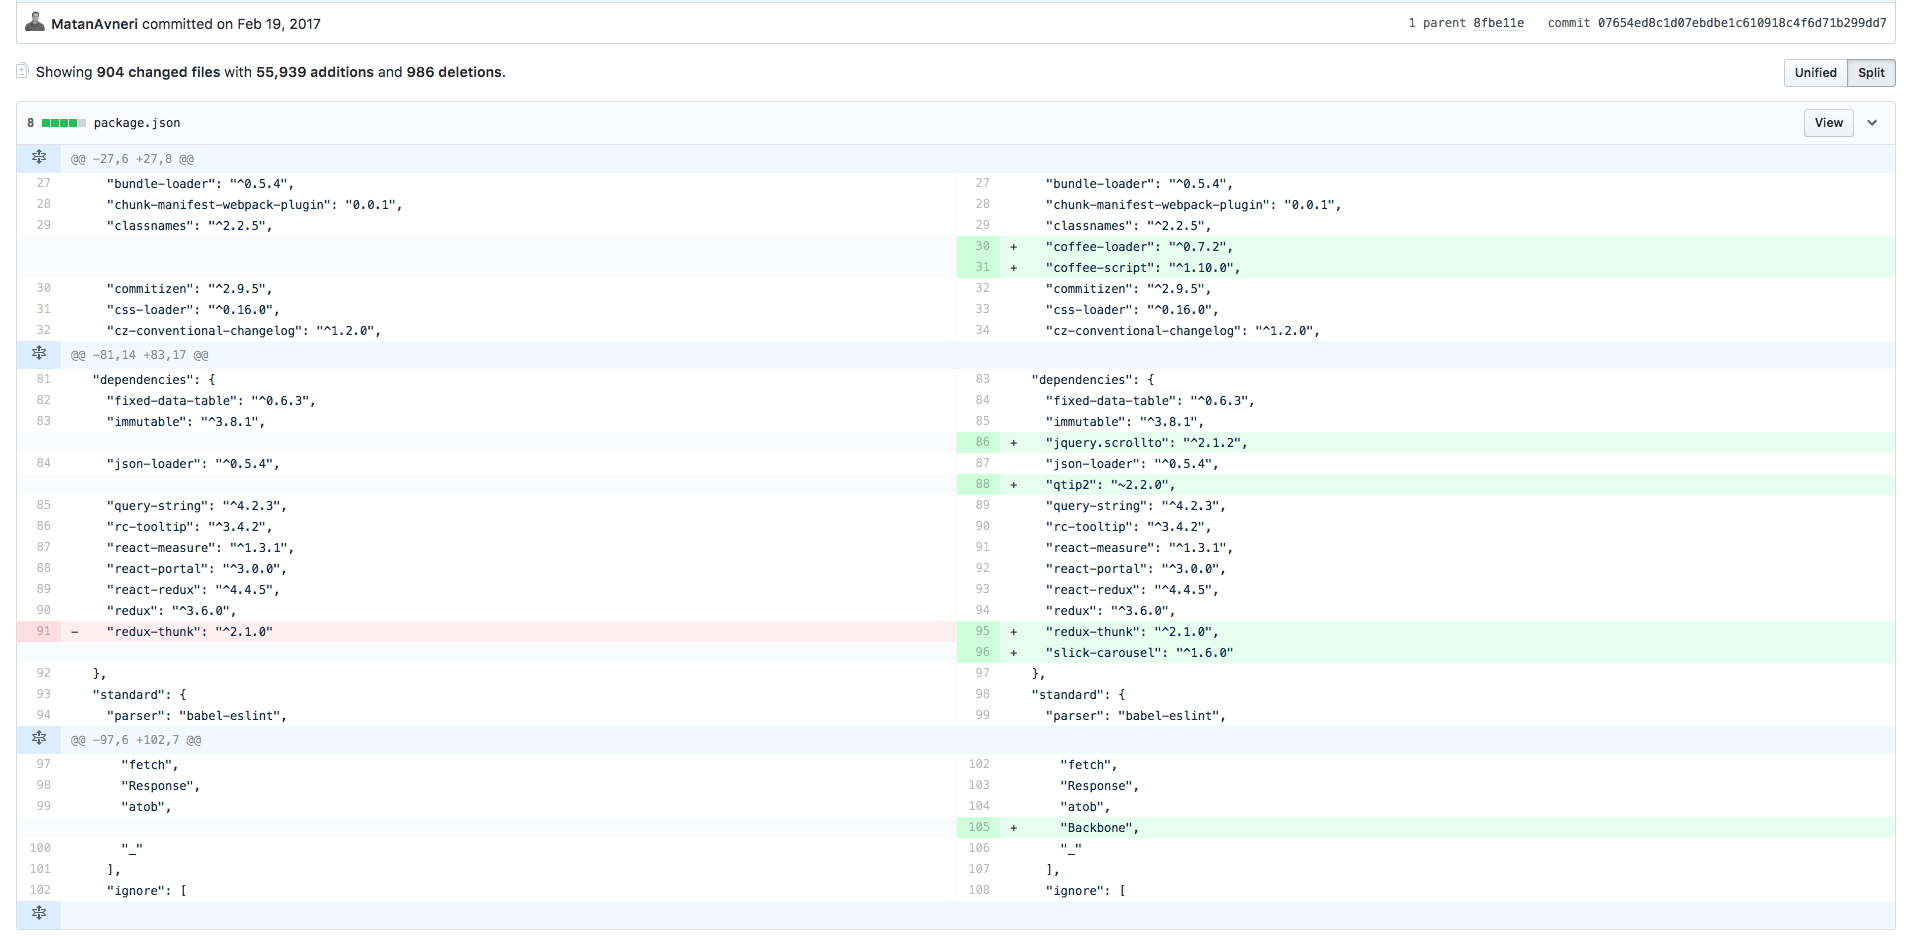 MatanAvneri committed on Feb 19, 2017
1 parent 8fbe11e commit 07654ed8c1d07ebdbe1c610918c4f6d71b299dd7
Showing 904 changed files with 55,939 additions and 986 deletions.
Unified Split
8 package.json
View
@@ -27,6 +27,8 @@
27 "bundle-loader": "^0.5.4", 27 "bundle-loader": "^0.5.4",
28 "chunk-manifest-webpack-plugin": "0.0.1", 28 "chunk-manifest-webpack-plugin": "0.0.1",
29 "classnames": "^2.2.5", 29 "classnames": "^2.2.5",
30 + "coffee-loader": "^0.7.2",
31 + "coffee-script": "^1.10.0",
30 "commitizen": "^2.9.5", 32 "commitizen": "^2.9.5",
31 "css-loader": "^0.16.0", 33 "css-loader": "^0.16.0",
32 "cz-conventional-changelog": "^1.2.0", 34 "cz-conventional-changelog": "^1.2.0",
@@ -81,14 +83,17 @@
81 "dependencies": { 83 "dependencies": {
82 "fixed-data-table": "^0.6.3", 84 "fixed-data-table": "^0.6.3",
83 "immutable": "^3.8.1", 85 "immutable": "^3.8.1",
86 + "jquery.scrollto": "^2.1.2",
84 "json-loader": "^0.5.4", 87 "json-loader": "^0.5.4",
88 + "qtip2": "~2.2.0",
85 "query-string": "^4.2.3", 89 "query-string": "^4.2.3",
86 "rc-tooltip": "^3.4.2", 90 "rc-tooltip": "^3.4.2",
87 "react-measure": "^1.3.1", 91 "react-measure": "^1.3.1",
88 "react-portal": "^3.0.0", 92 "react-portal": "^3.0.0",
89 "react-redux": "^4.4.5", 93 "react-redux": "^4.4.5",
90 "redux": "^3.6.0", 94 "redux": "^3.6.0",
91 - "redux-thunk": "^2.1.0" 95 + "redux-thunk": "^2.1.0",
96 + "slick-carousel": "^1.6.0"
92 }, 97 },
93 "standard": { 98 "standard": {
94 "parser": "babel-eslint", 99 "parser": "babel-eslint",
@@ -97,6 +102,7 @@
97 "fetch", 102 "fetch",
98 "Response", 103 "Response",
99 "atob", 104 "atob",
105 + "Backbone",
100 "_" 106 "_"
101 ], 107 ],
102 "ignore": [ 108 "ignore": [